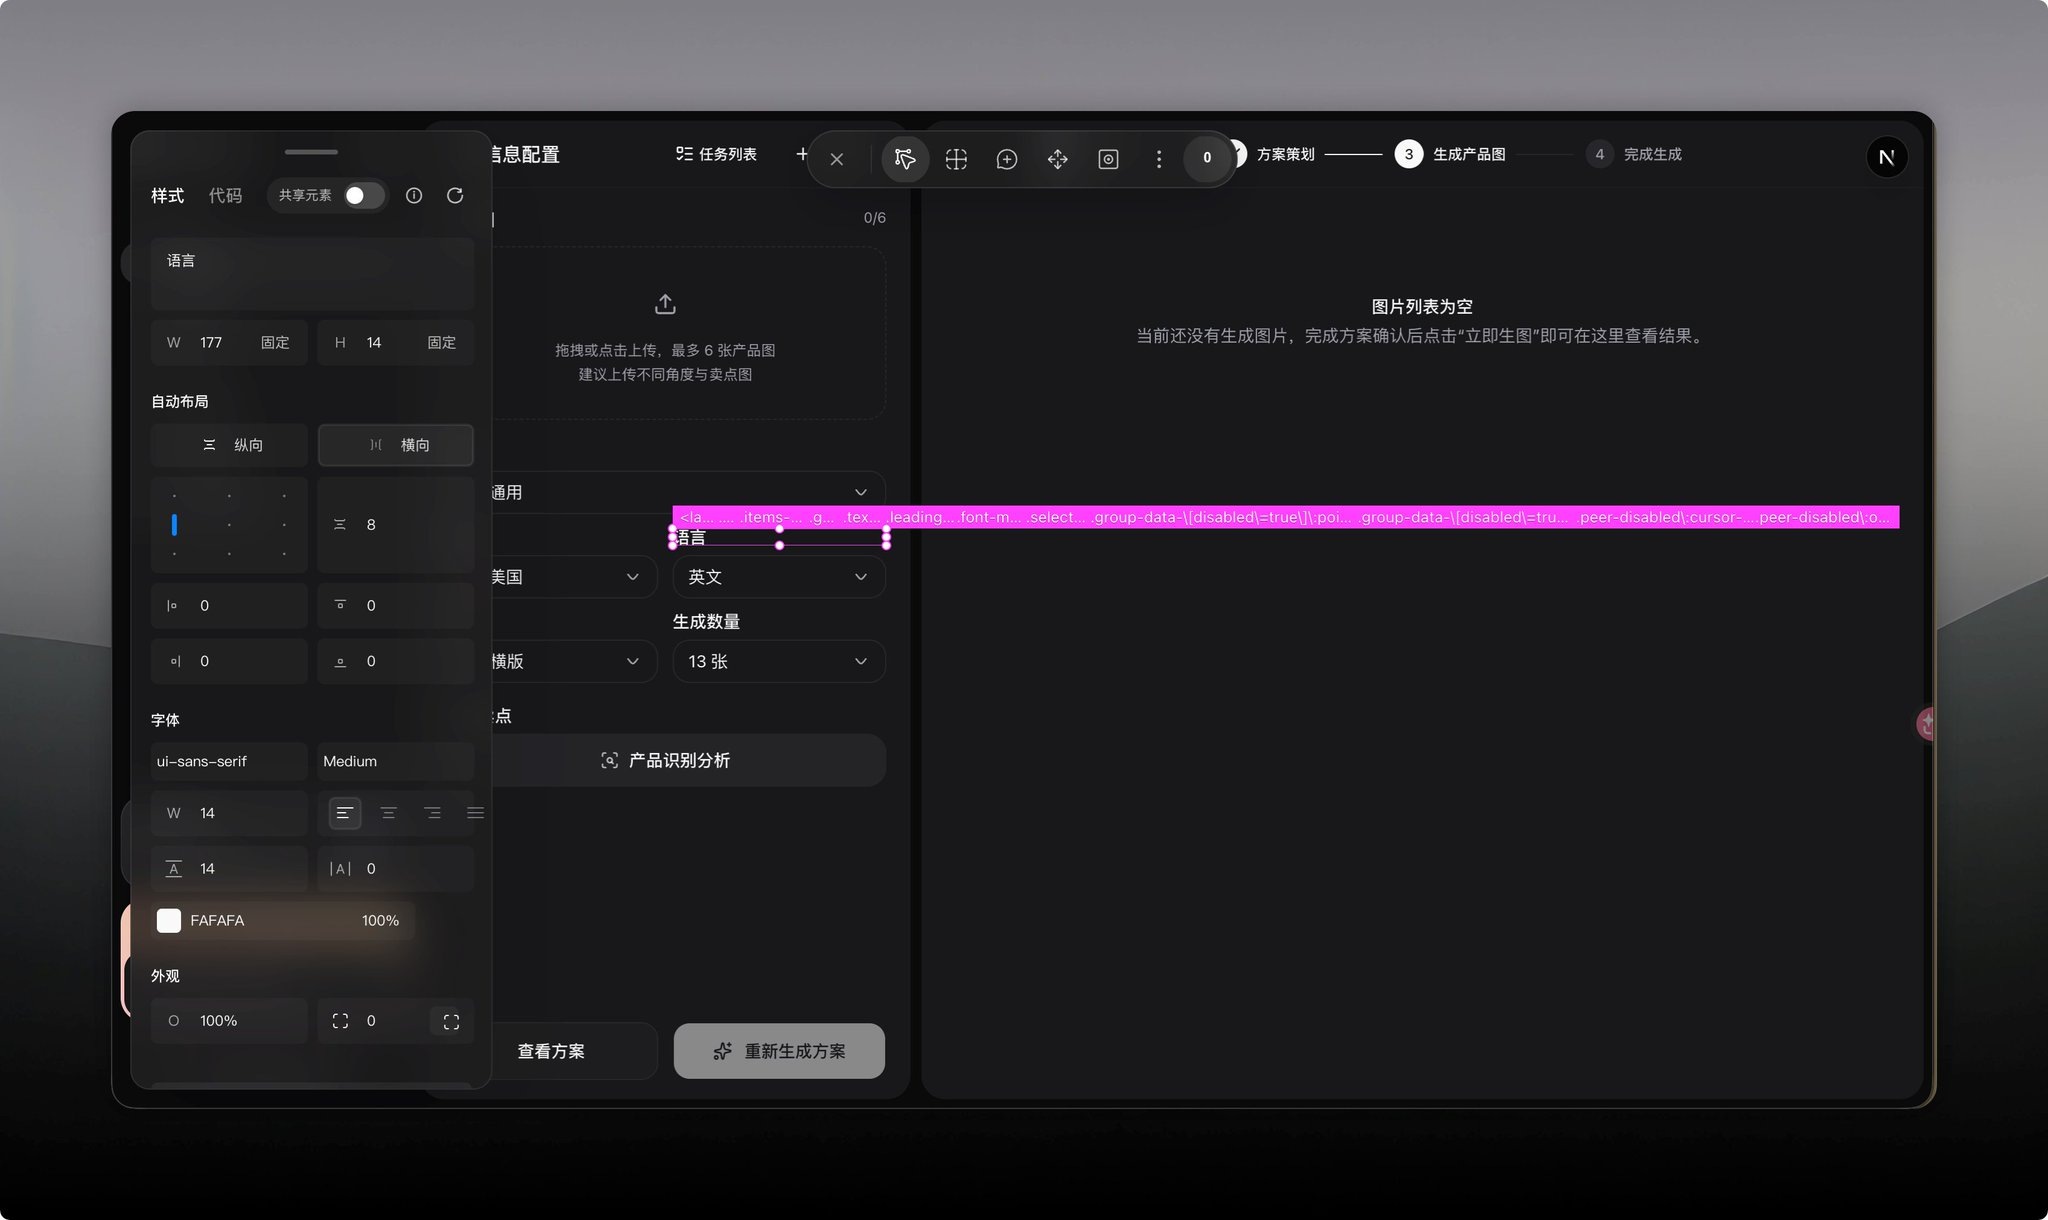 样式
代码
共享元素
语言
W 177 固定
H 14 固定
自动布局
纵向
横向
8
0
0
0
0
字体
ui-sans-serif
Medium
W 14
14
0
FAFAFA 100%
外观
100%
0
信息配置
任务列表
0/6
拖拽或点击上传，最多 6 张产品图
建议上传不同角度与卖点图
通用
<la... .... .items-... .g... .tex... .leading... .font-m... .select... .group-data-\[disabled\=true\]\:poi... .group-data-\[disabled\=tru... .peer-disabled\:cursor-....peer-disabled\:o...
语言
美国
英文
生成数量
横版
13 张
点
产品识别分析
查看方案
重新生成方案
0
方案策划
3 生成产品图
4 完成生成
N
图片列表为空
当前还没有生成图片，完成方案确认后点击“立即生图”即可在这里查看结果。